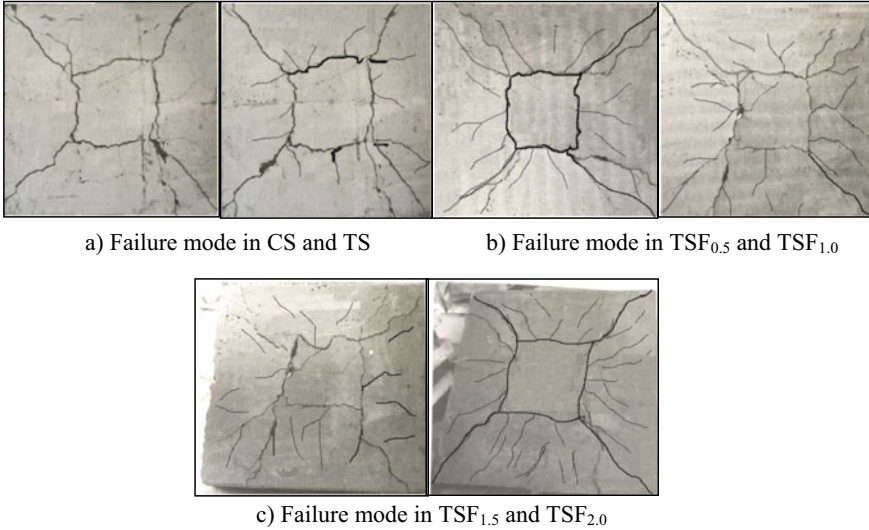 a) Failure mode in CS and TS
b) Failure mode in TSF0.5 and TSF1.0
c) Failure mode in TSF1.5 and TSF2.0